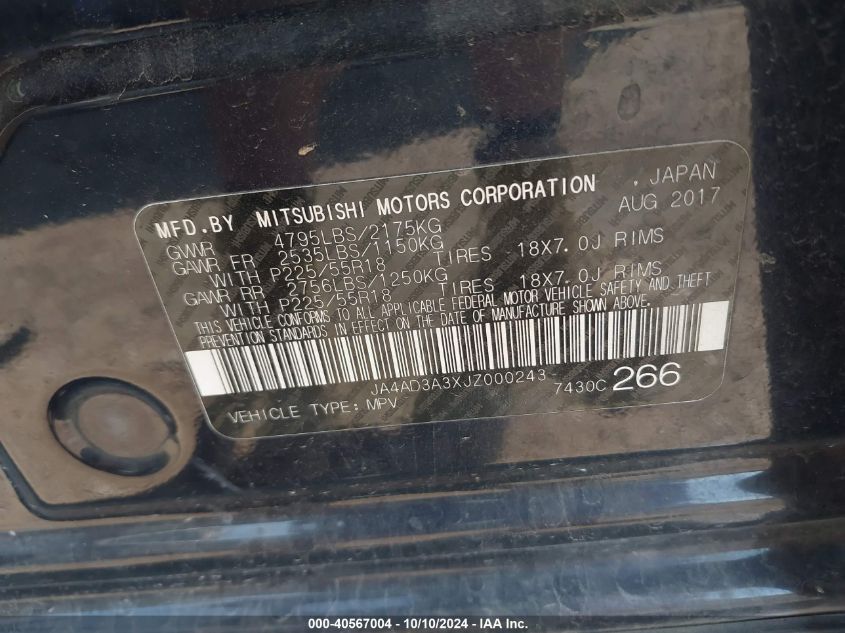 MFD.BY MITSUBISHI MOTORS CORPORATION , JAPAN
AUG 2017
GVWR 4795LBS/2175KG
GAWR FR 2535LBS/1150KG
WITH P225/55R18 TIRES 18X7.0J RIMS
GAWR RR 2756LBS/1250KG
WITH P225/55R18 TIRES 18X7.0J RIMS
THIS VEHICLE CONFORMS TO ALL APPLICABLE FEDERAL MOTOR VEHICLE SAFETY AND THEFT
PREVENTION STANDARDS IN EFFECT ON THE DATE OF MANUFACTURE SHOWN ABOVE.
JA4AD3A3XJZ000243
7430C 266
VEHICLE TYPE: MPV
000-40567004 - 10/10/2024 - IAA Inc.